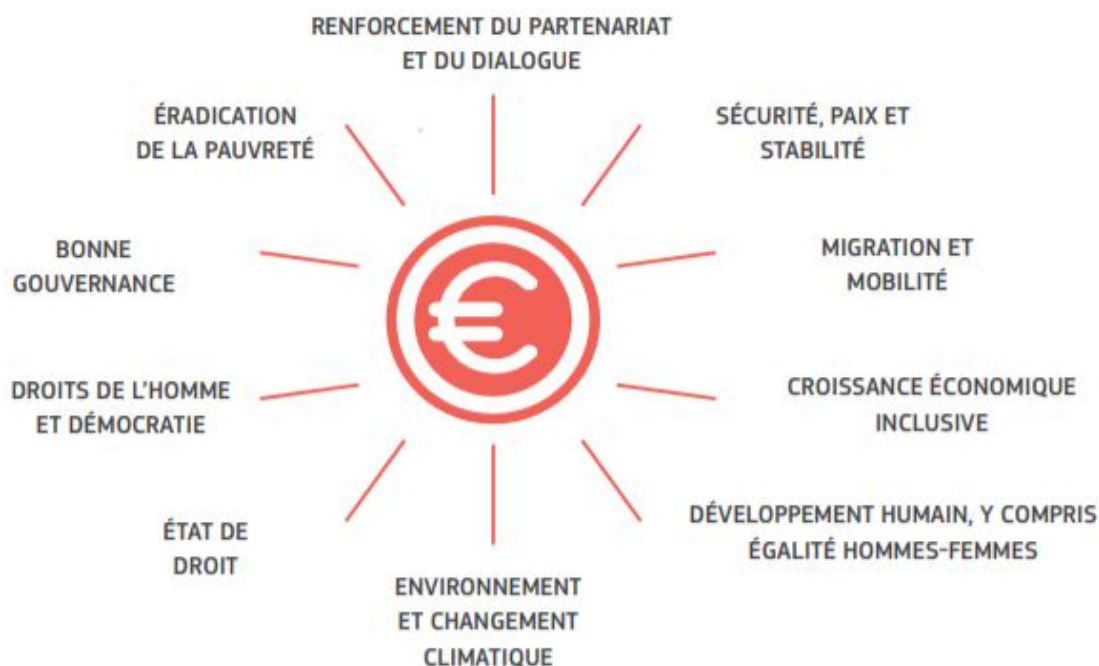 RENFORCEMENT DU PARTENARIAT
ET DU DIALOGUE
ÉRADICATION
DE LA PAUVRETÉ
SÉCURITÉ, PAIX ET
STABILITÉ
BONNE
GOUVERNANCE
MIGRATION ET
MOBILITÉ
DROITS DE L'HOMME
ET DÉMOCRATIE
CROISSANCE ÉCONOMIQUE
INCLUSIVE
ÉTAT DE
DROIT
DÉVELOPPEMENT HUMAIN, Y COMPRIS
ÉGALITÉ HOMMES-FEMMES
ENVIRONNEMENT
ET CHANGEMENT
CLIMATIQUE
€